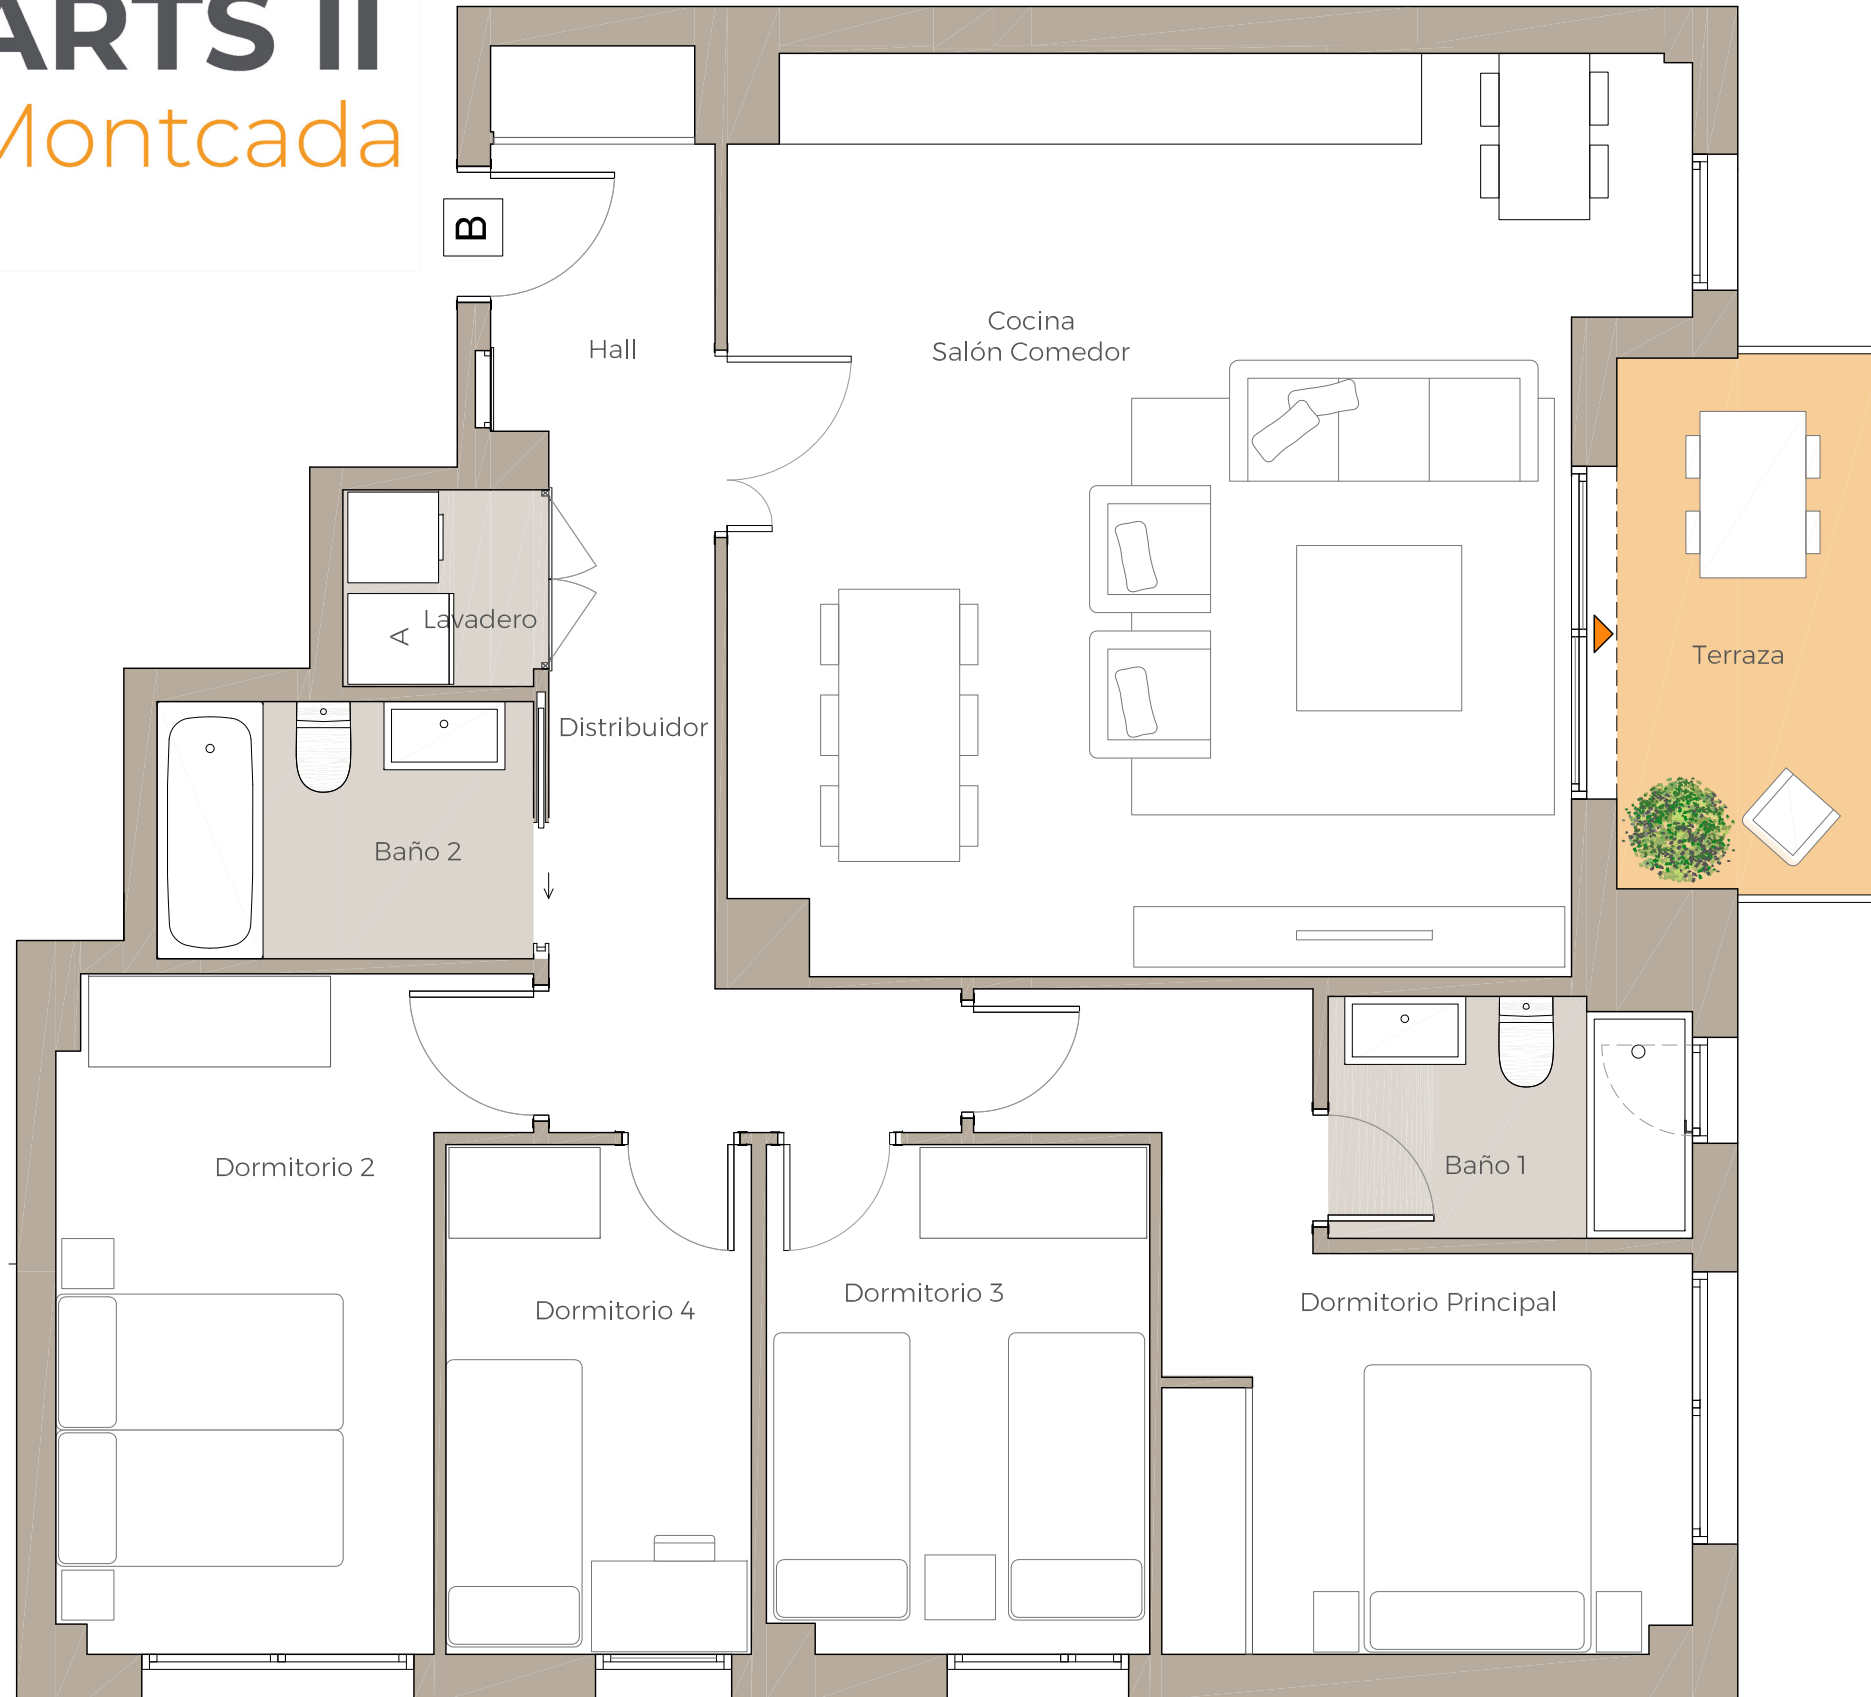 ARTS II
Montcada
B
Hall
Cocina
Salón Comedor
A
Lavadero
Terraza
Distribuidor
Baño 2
Baño 1
Dormitorio 2
Dormitorio 4
Dormitorio 3
Dormitorio Principal